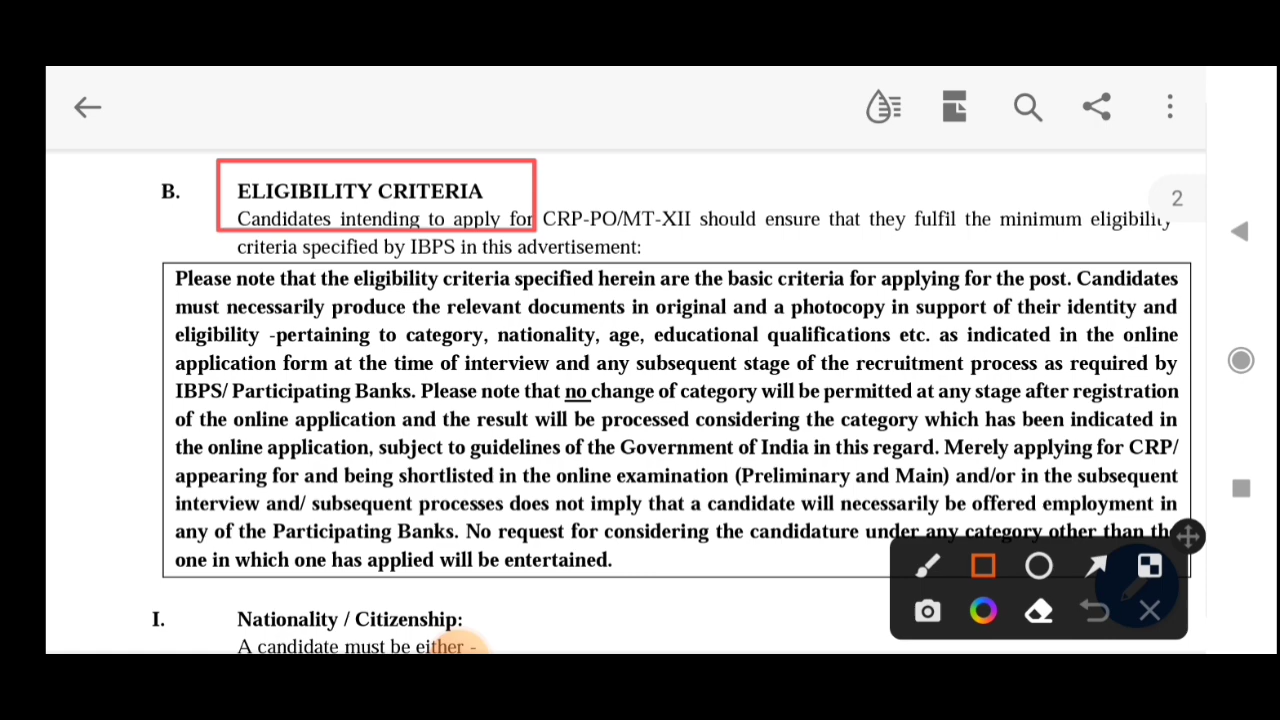 B. ELIGIBILITY CRITERIA
2
Candidates intending to apply for CRP-PO/MT-XII should ensure that they fulfil the minimum eligibility
criteria specified by IBPS in this advertisement:
Please note that the eligibility criteria specified herein are the basic criteria for applying for the post. Candidates
must necessarily produce the relevant documents in original and a photocopy in support of their identity and
eligibility -pertaining to category, nationality, age, educational qualifications etc. as indicated in the online
application form at the time of interview and any subsequent stage of the recruitment process as required by
IBPS/ Participating Banks. Please note that no change of category will be permitted at any stage after registration
of the online application and the result will be processed considering the category which has been indicated in
the online application, subject to guidelines of the Government of India in this regard. Merely applying for CRP/
appearing for and being shortlisted in the online examination (Preliminary and Main) and/or in the subsequent
interview and/ subsequent processes does not imply that a candidate will necessarily be offered employment in
any of the Participating Banks. No request for considering the candidature under any category other than the
one in which one has applied will be entertained.
I. Nationality / Citizenship:
A candidate must be either -